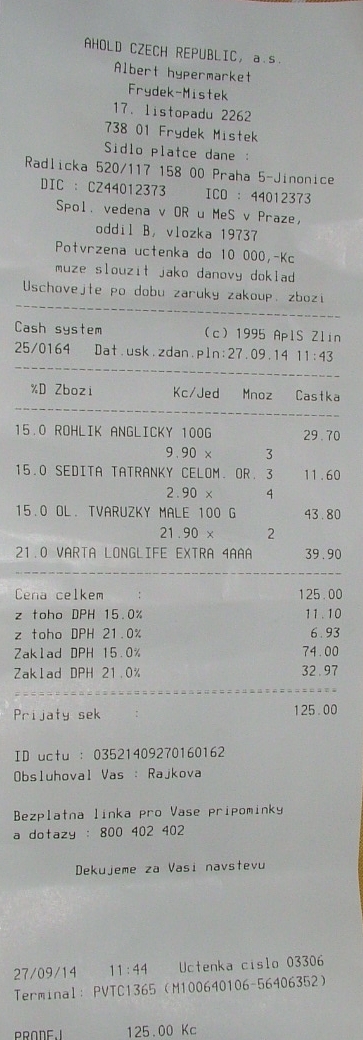 AHOLD CZECH REPUBLIC, a.s.
Albert hypermarket
Frydek-Mistek
17. listopadu 2262
738 01 Frydek Mistek
Sidlo platce dane :
Radlicka 520/117 158 00 Praha 5-Jinonice
DIC : CZ44012373 ICO : 44012373
Spol. vedena v OR u MeS v Praze,
oddil B, vlozka 19737
Potvrzena uctenka do 10 000,-Kc
muze slouzit jako danovy doklad
Uschovejte po dobu zaruky zakoup. zbozi
Cash system (c) 1995 AplS Zlin
25/0164 Dat.usk.zdan.pln:27.09.14 11:43
%D Zbozi Kc/Jed Mnoz Castka
15.0 ROHLIK ANGLICKY 100G 29.70
9.90 x 3
15.0 SEDITA TATRANKY CELOM. OR. 3 11.60
2.90 x 4
15.0 OL. TVARUZKY MALE 100 G 43.80
21.90 x 2
21.0 VARTA LONGLIFE EXTRA 4AAA 39.90
Cena celkem : 125.00
z toho DPH 15.0% 11.10
z toho DPH 21.0% 6.93
Zaklad DPH 15.0% 74.00
Zaklad DPH 21.0% 32.97
Prijaty sek : 125.00
ID uctu : 03521409270160162
Obsluhoval Vas : Rajkova
Bezplatna linka pro Vase pripominky
a dotazy : 800 402 402
Dekujeme za Vasi navstevu
27/09/14 11:44 Uctenka cislo 03306
Terminal: PVTC1365 (M100640106-56406352)
PRODEJ 125.00 Kc